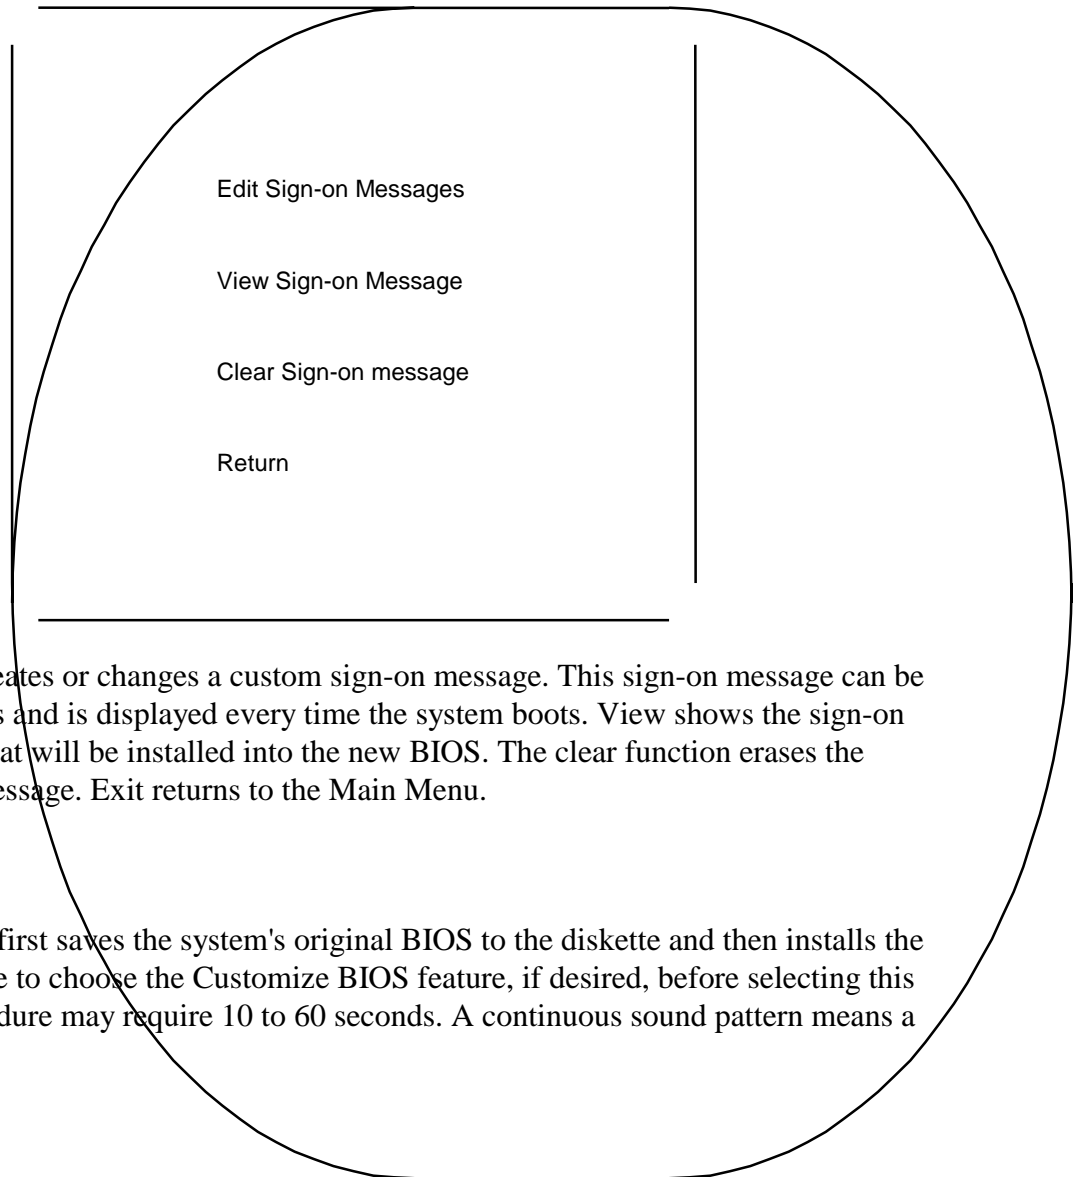 Edit Sign-on Messages
View Sign-on Message
Clear Sign-on message
Return
or changes a custom sign-on message. This sign-on message can be
and is displayed every time the system boots. View shows the sign-on
will be installed into the new BIOS. The clear function erases the
Exit returns to the Main Menu.
first saves the system's original BIOS to the diskette and then installs the
to choose the Customize BIOS feature, if desired, before selecting this
may require 10 to 60 seconds. A continuous sound pattern means a